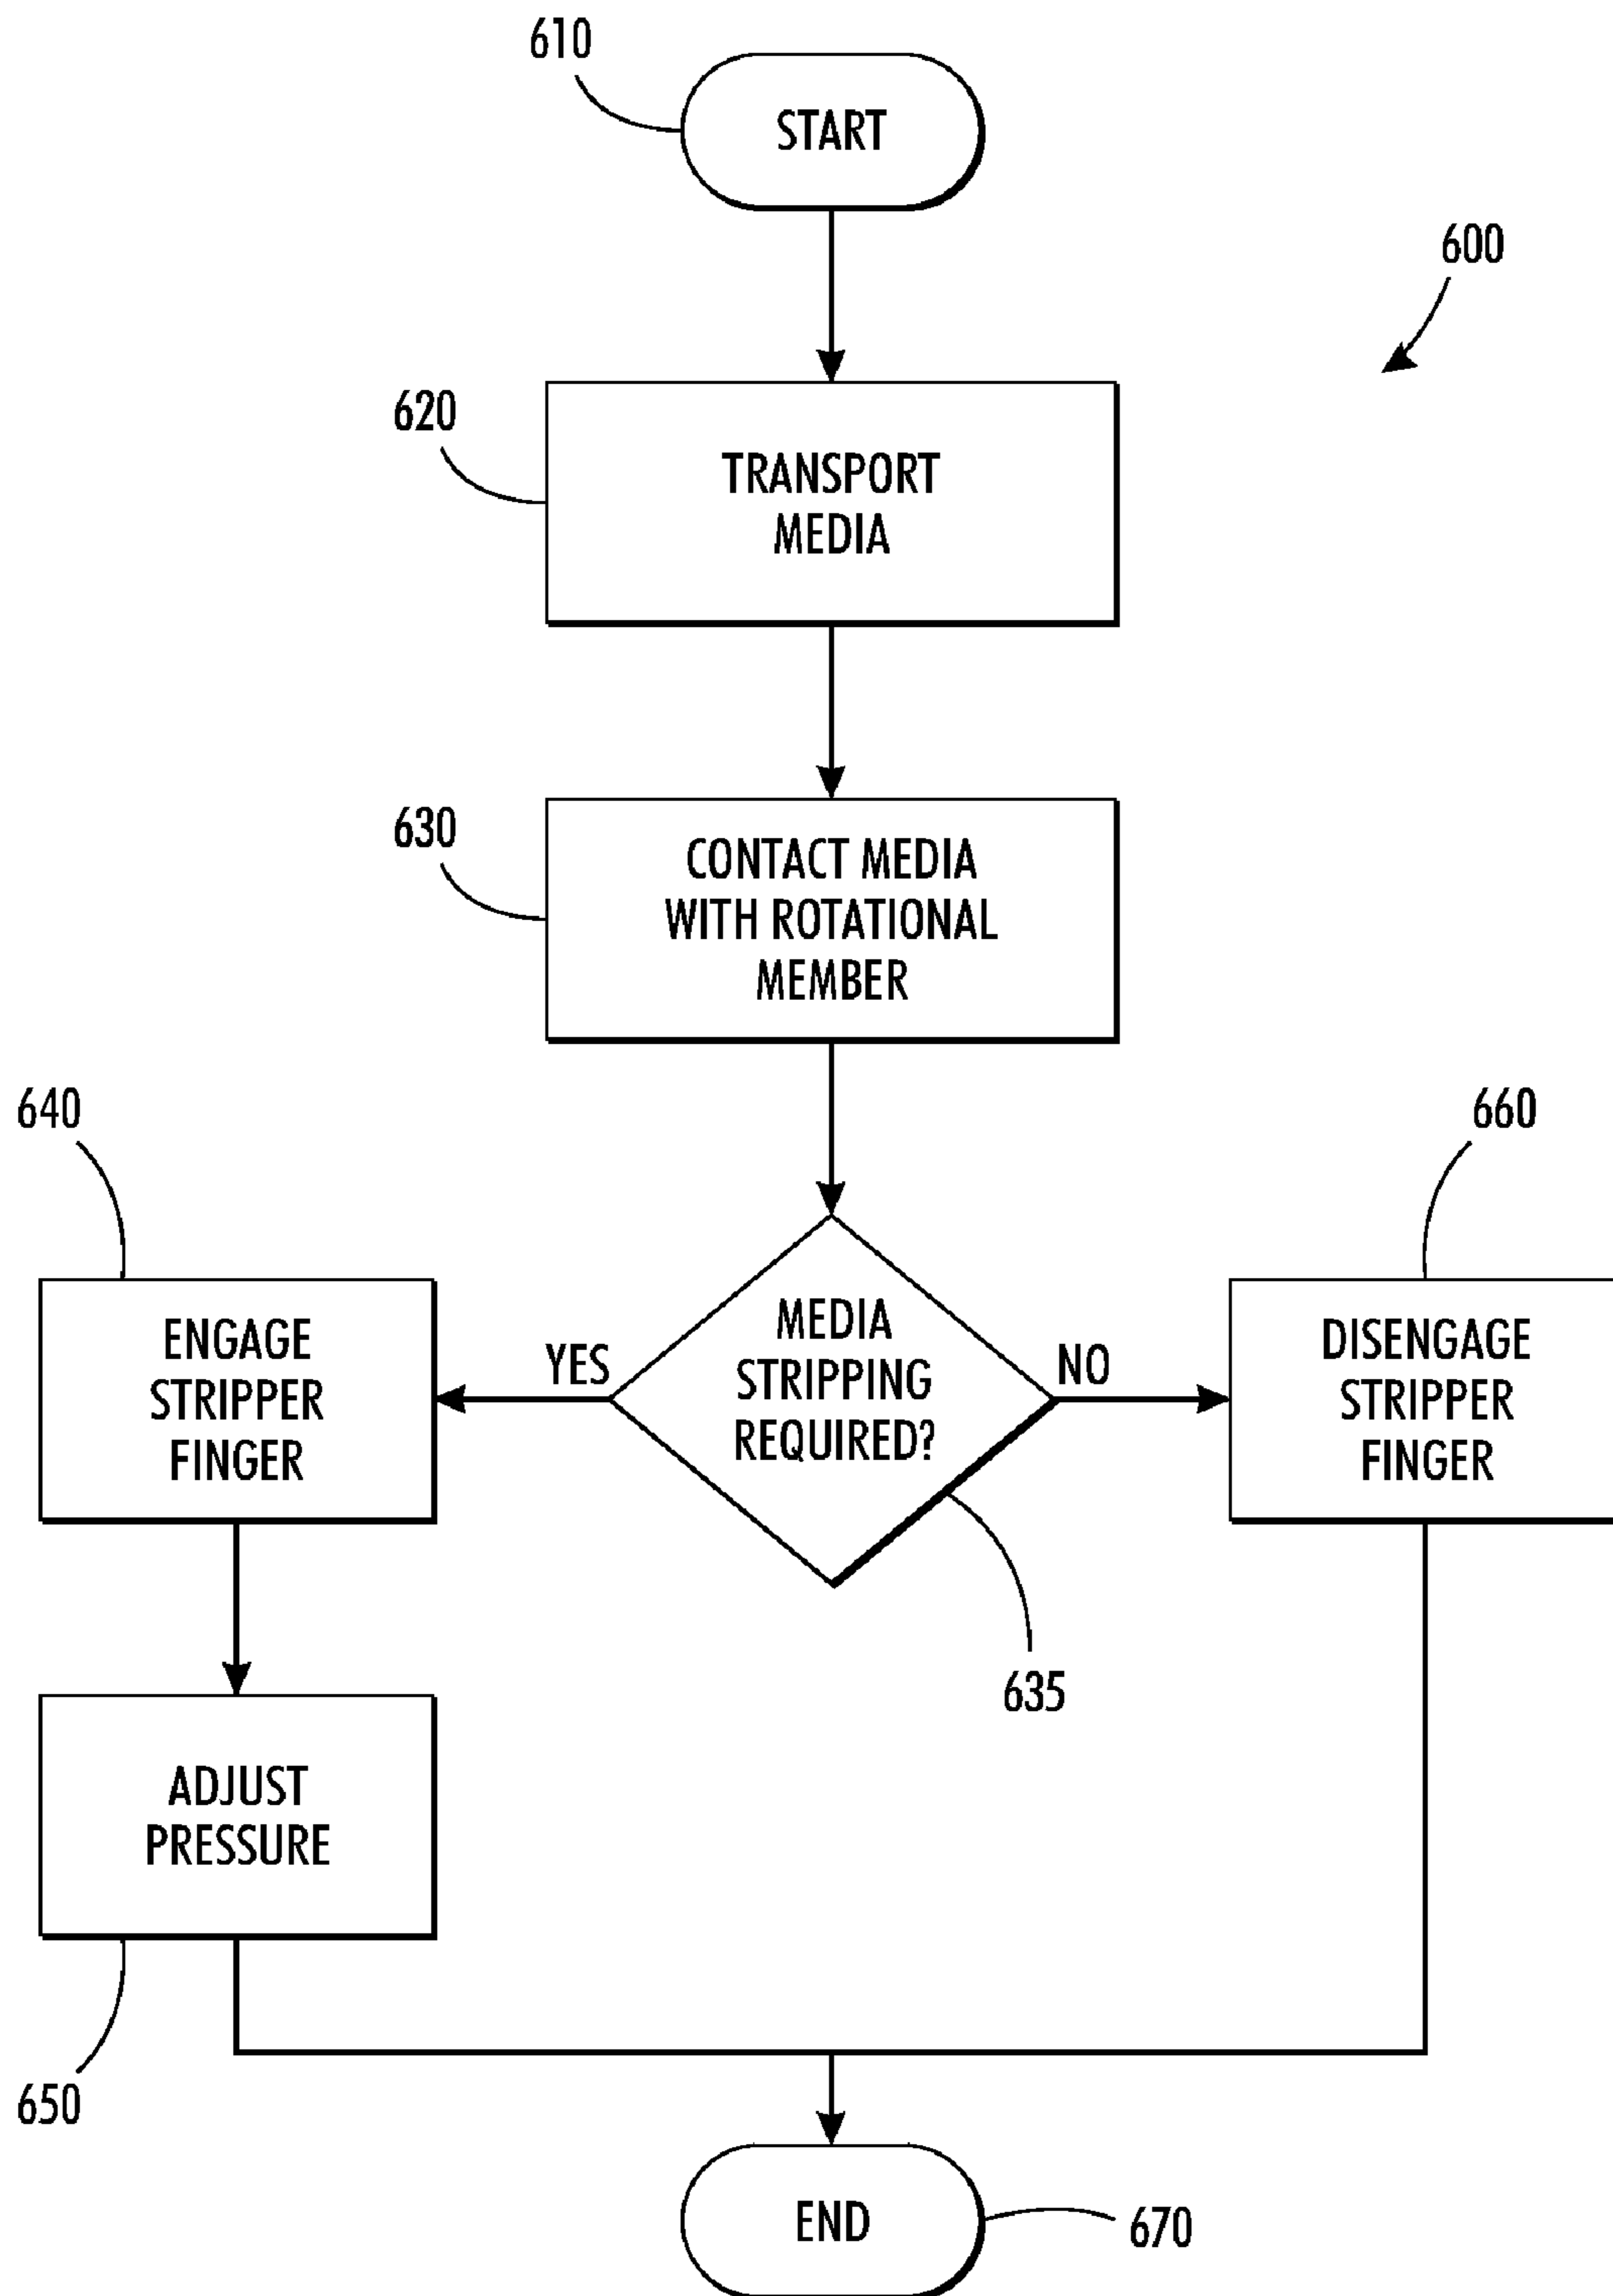 610
START
600
620
TRANSPORT
MEDIA
630
CONTACT MEDIA
WITH ROTATIONAL
MEMBER
640
660
ENGAGE
STRIPPER
FINGER
YES
MEDIA
STRIPPING
REQUIRED?
NO
DISENGAGE
STRIPPER
FINGER
635
ADJUST
PRESSURE
650
END
670